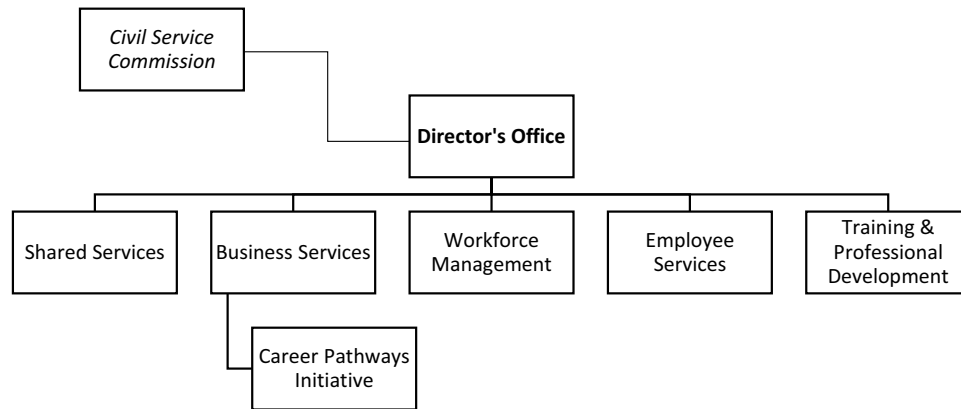 Civil Service
Commission
Director's Office
Shared Services
Business Services
Workforce
Management
Employee
Services
Training &
Professional
Development
Career Pathways
Initiative